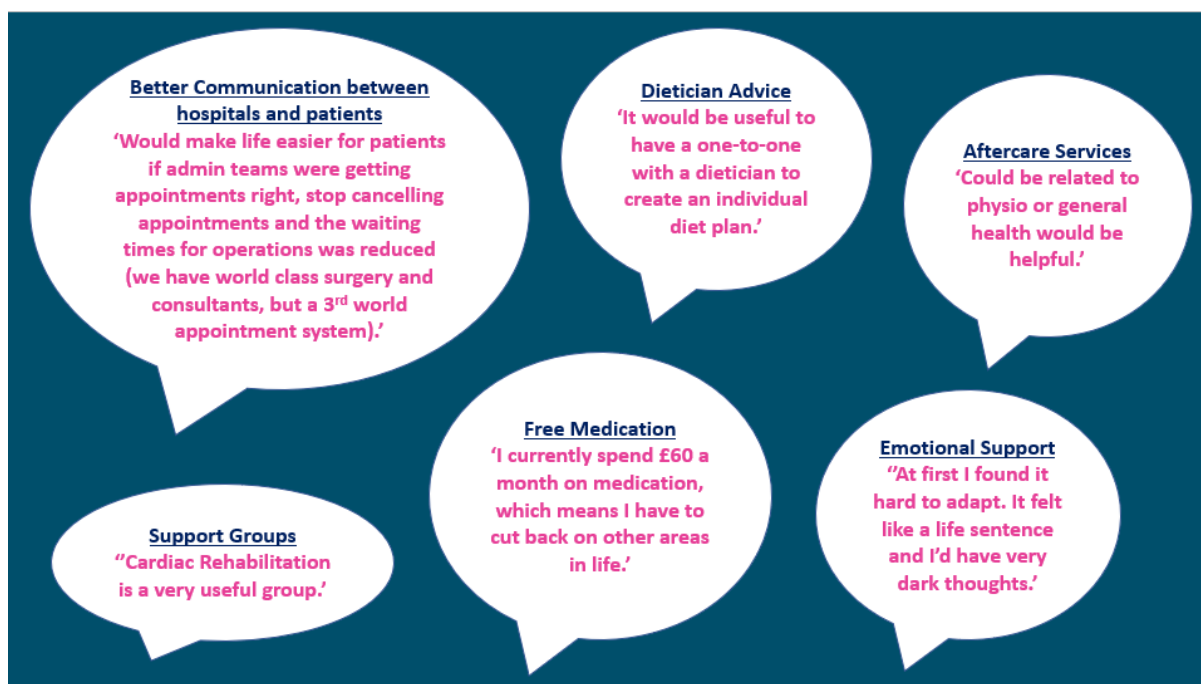 Better Communication between
hospitals and patients
‘Would make life easier for patients
if admin teams were getting
appointments right, stop cancelling
appointments and the waiting
times for operations was reduced
(we have world class surgery and
consultants, but a 3rd world
appointment system).’
Dietician Advice
‘It would be useful to
have a one-to-one
with a dietician to
create an individual
diet plan.’
Aftercare Services
‘Could be related to
physio or general
health would be
helpful.’
Support Groups
‘’Cardiac Rehabilitation
is a very useful group.’
Free Medication
‘I currently spend £60 a
month on medication,
which means I have to
cut back on other areas
in life.’
Emotional Support
‘’At first I found it
hard to adapt. It felt
like a life sentence
and I’d have very
dark thoughts.’